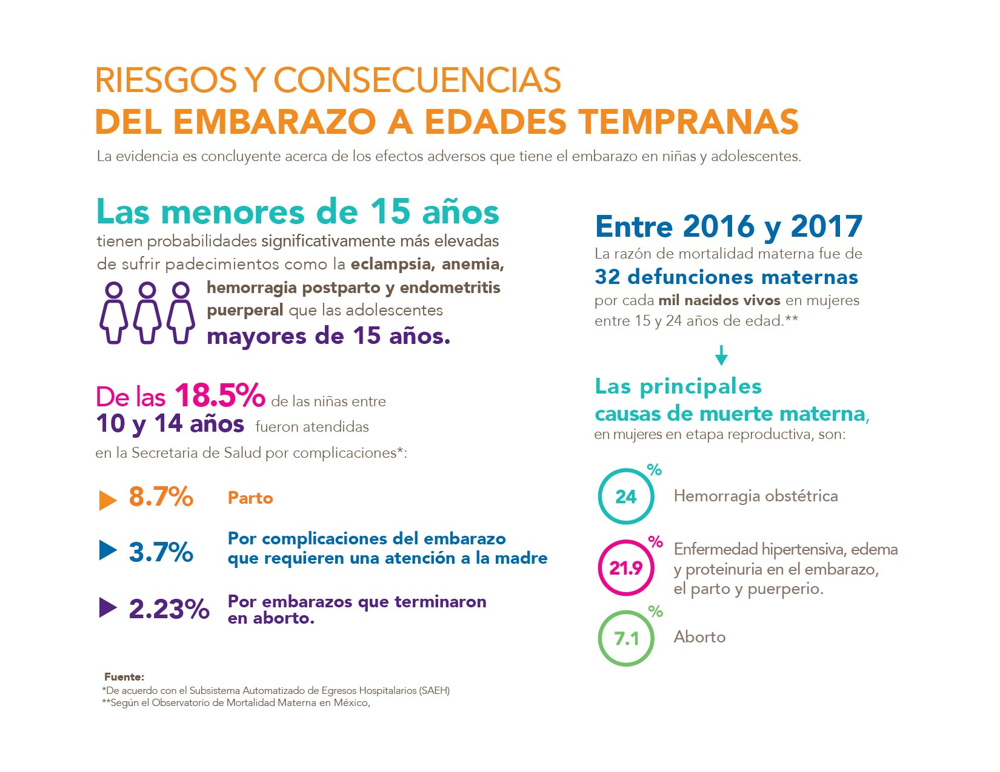 RIESGOS Y CONSECUENCIAS
DEL EMBARAZO A EDADES TEMPRANAS
La evidencia es concluyente acerca de los efectos adversos que tiene el embarazo en niñas y adolescentes.
Las menores de 15 años
tienen probabilidades significativamente más elevadas
de sufrir padecimientos como la eclampsia, anemia,
hemorragia postparto y endometritis
puerperal que las adolescentes
mayores de 15 años.
De las 18.5% de las niñas entre
10 y 14 años fueron atendidas
en la Secretaria de Salud por complicaciones*:
8.7% Parto
3.7% Por complicaciones del embarazo
que requieren una atención a la madre
2.23% Por embarazos que terminaron
en aborto.
Entre 2016 y 2017
La razón de mortalidad materna fue de
32 defunciones maternas
por cada mil nacidos vivos en mujeres
entre 15 y 24 años de edad.**
Las principales
causas de muerte materna,
en mujeres en etapa reproductiva, son:
24 % Hemorragia obstétrica
21.9 % Enfermedad hipertensiva, edema
y proteinuria en el embarazo,
el parto y puerperio.
7.1 % Aborto
Fuente:
*De acuerdo con el Subsistema Automatizado de Egresos Hospitalarios (SAEH)
**Según el Observatorio de Mortalidad Materna en México,